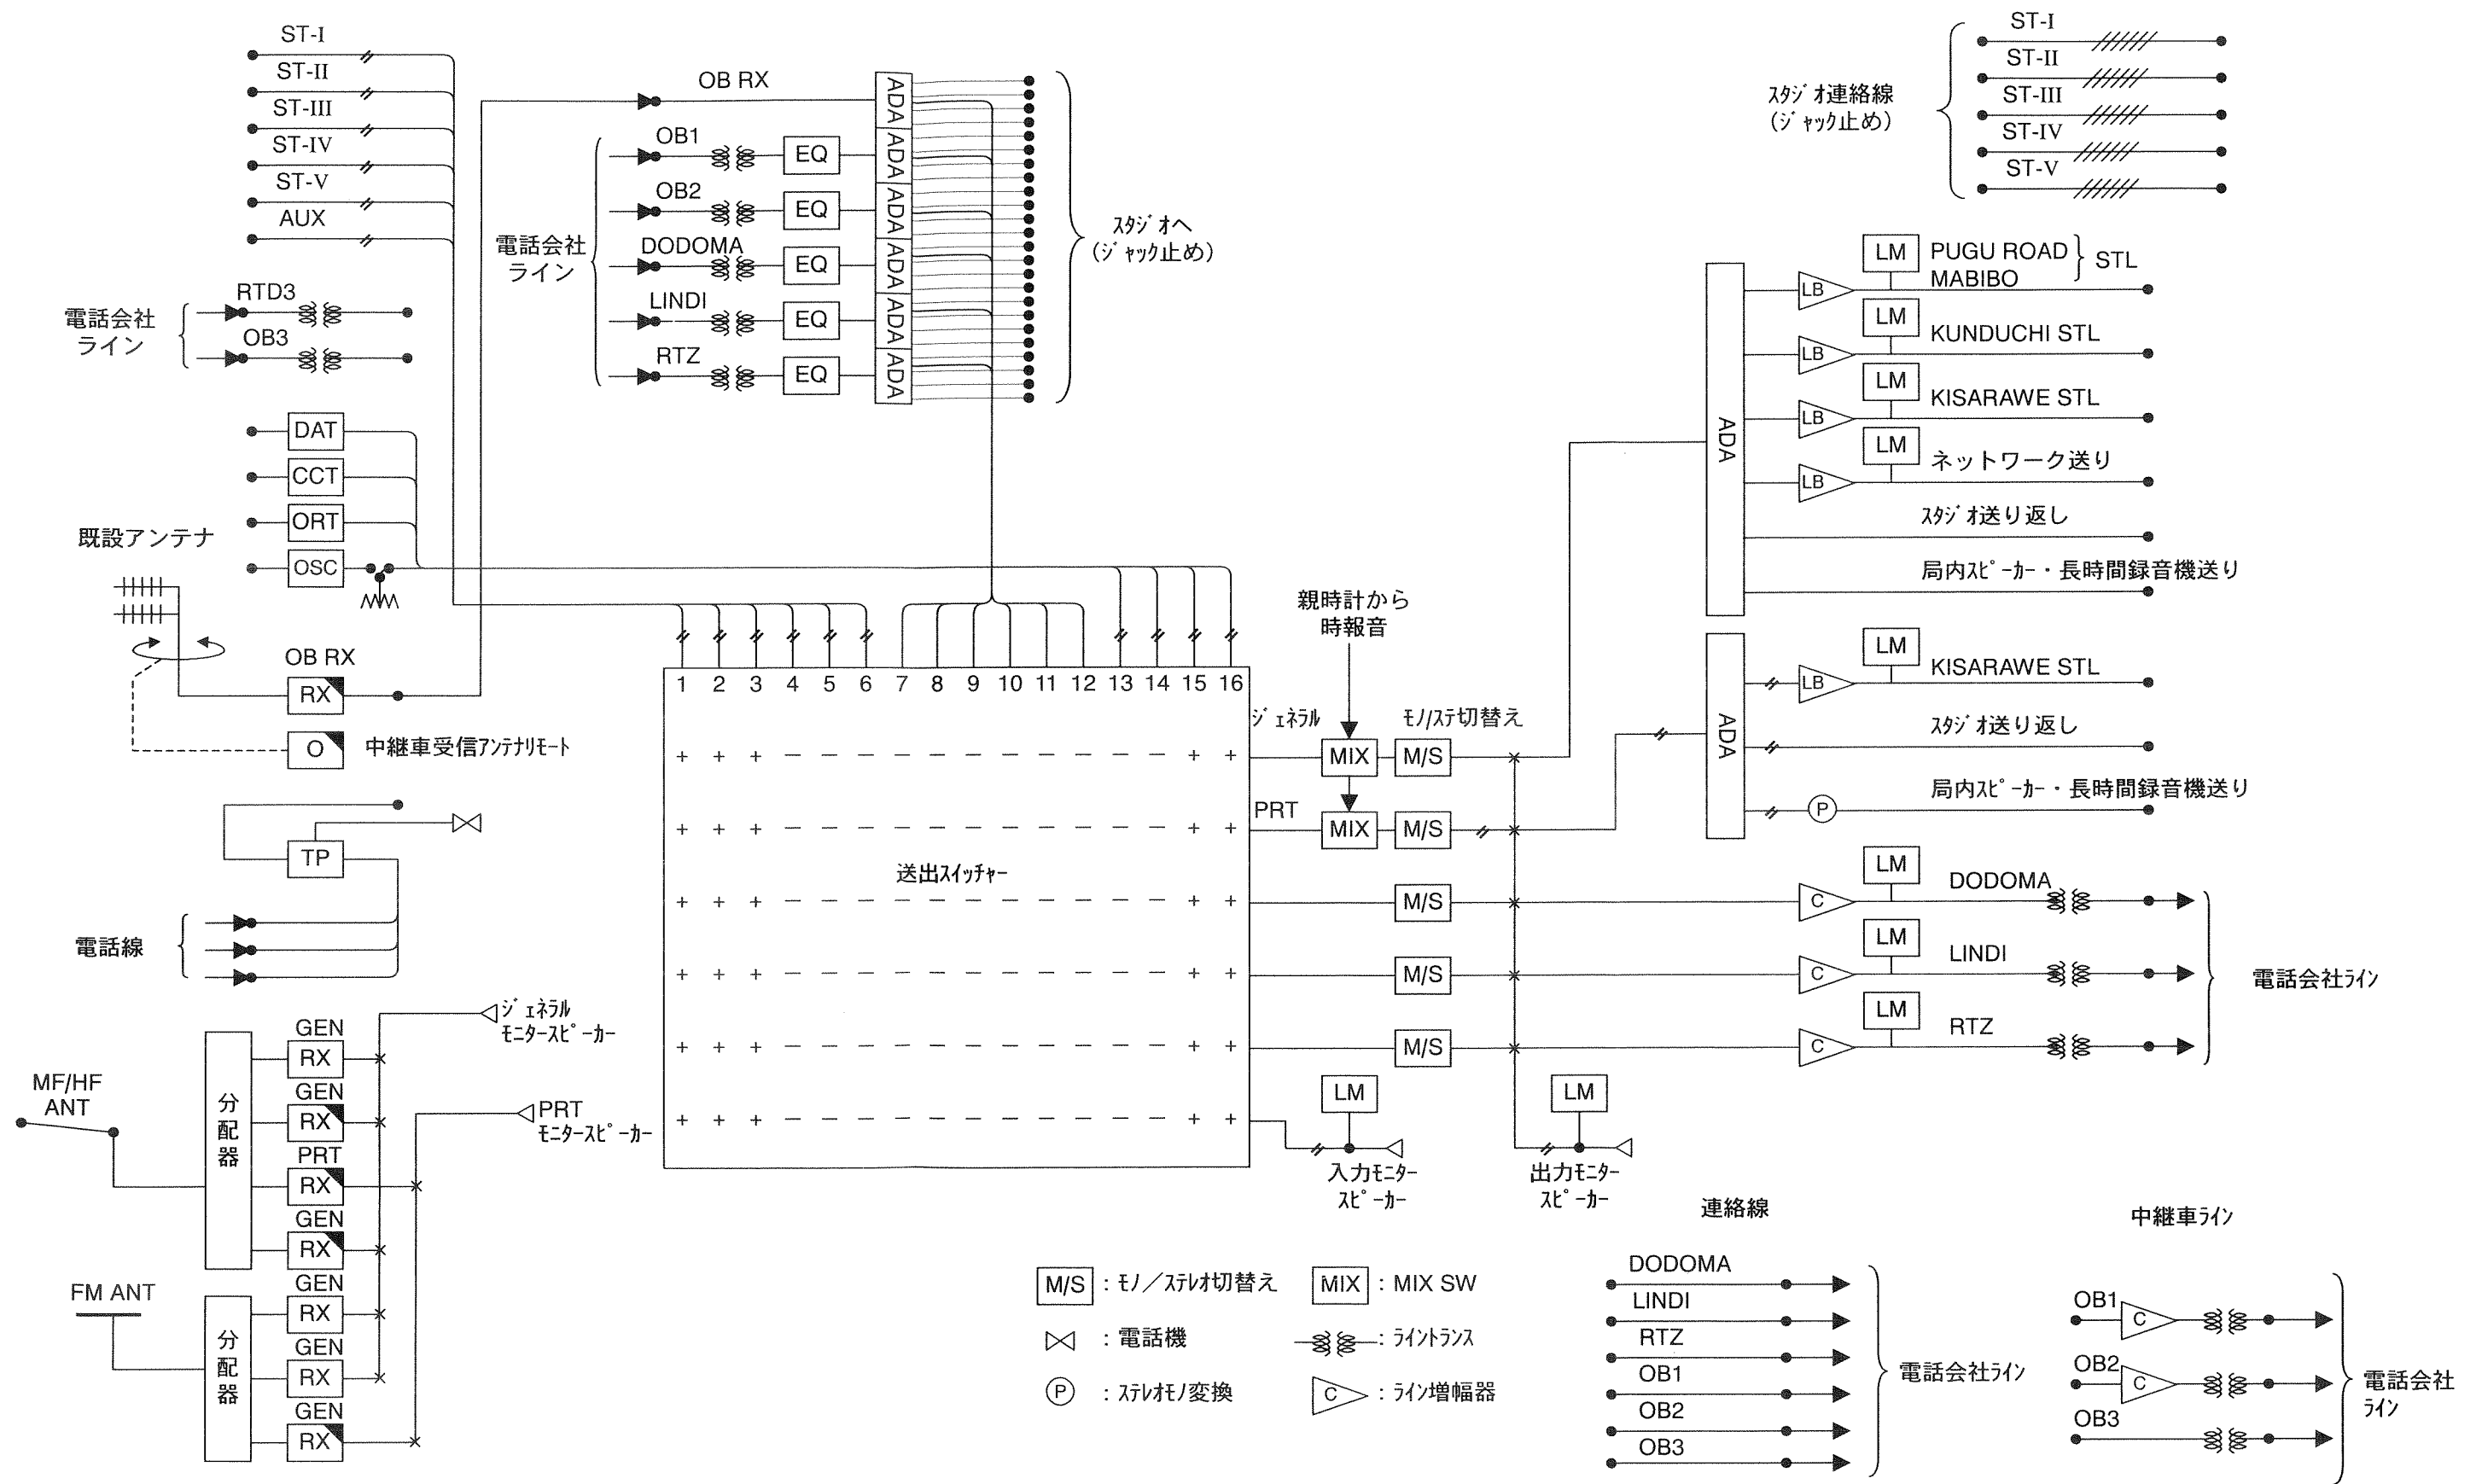 ST-I
ST-II
ST-III
ST-IV
ST-V
AUX
電話会社
ライン
RTD3
OB3
DAT
CCT
ORT
OSC
既設アンテナ
OB RX
RX
O
中継車受信ｱﾝﾃﾅﾘﾓｰﾄ
TP
電話線
ｼﾞｪﾈﾗﾙ
ﾓﾆﾀｰｽﾋﾟｰｶｰ
PRT
ﾓﾆﾀｰｽﾋﾟｰｶｰ
MF/HF
ANT
分
配
器
GEN
RX
GEN
RX
PRT
RX
GEN
RX
FM ANT
分
配
器
GEN
RX
GEN
RX
GEN
RX
OB RX
電話会社
ライン
OB1
EQ
OB2
EQ
DODOMA
EQ
LINDI
EQ
RTZ
EQ
ADA
ADA
ADA
ADA
ADA
ADA
ｽﾀｼﾞｵへ
(ｼﾞｬｯｸ止め)
1 2 3 4 5 6 7 8 9 10 11 12 13 14 15 16
+ + + — — — — — — — — — — — + +
+ + + — — — — — — — — — — — + +
送出ｽｲｯﾁｬｰ
+ + + — — — — — — — — — — — + +
+ + + — — — — — — — — — — — + +
+ + + — — — — — — — — — — — + +
+ + + — — — — — — — — — — — + +
親時計から
時報音
ｼﾞｪﾈﾗﾙ
ﾓﾉ/ｽﾃ切替え
MIX
M/S
PRT
MIX
M/S
M/S
M/S
M/S
LM
入力ﾓﾆﾀｰ
ｽﾋﾟｰｶｰ
LM
出力ﾓﾆﾀｰ
ｽﾋﾟｰｶｰ
ｽﾀｼﾞｵ連絡線
(ｼﾞｬｯｸ止め)
ST-I
ST-II
ST-III
ST-IV
ST-V
ADA
LB
LM
PUGU ROAD
MABIBO
STL
LB
LM
KUNDUCHI STL
LB
LM
KISARAWE STL
LB
LM
ネットワーク送り
ｽﾀｼﾞｵ送り返し
局内ｽﾋﾟｰｶｰ・長時間録音機送り
ADA
LB
LM
KISARAWE STL
ｽﾀｼﾞｵ送り返し
局内ｽﾋﾟｰｶｰ・長時間録音機送り
P
C
LM
DODOMA
C
LM
LINDI
C
LM
RTZ
電話会社ﾗｲﾝ
M/S : ﾓﾉ／ｽﾃﾚｵ切替え
MIX : MIX SW
: 電話機
: ﾗｲﾝﾄﾗﾝｽ
P : ｽﾃﾚｵﾓﾉ変換
C : ﾗｲﾝ増幅器
連絡線
DODOMA
LINDI
RTZ
OB1
OB2
OB3
電話会社ﾗｲﾝ
中継車ﾗｲﾝ
OB1
C
OB2
C
OB3
電話会社
ﾗｲﾝ